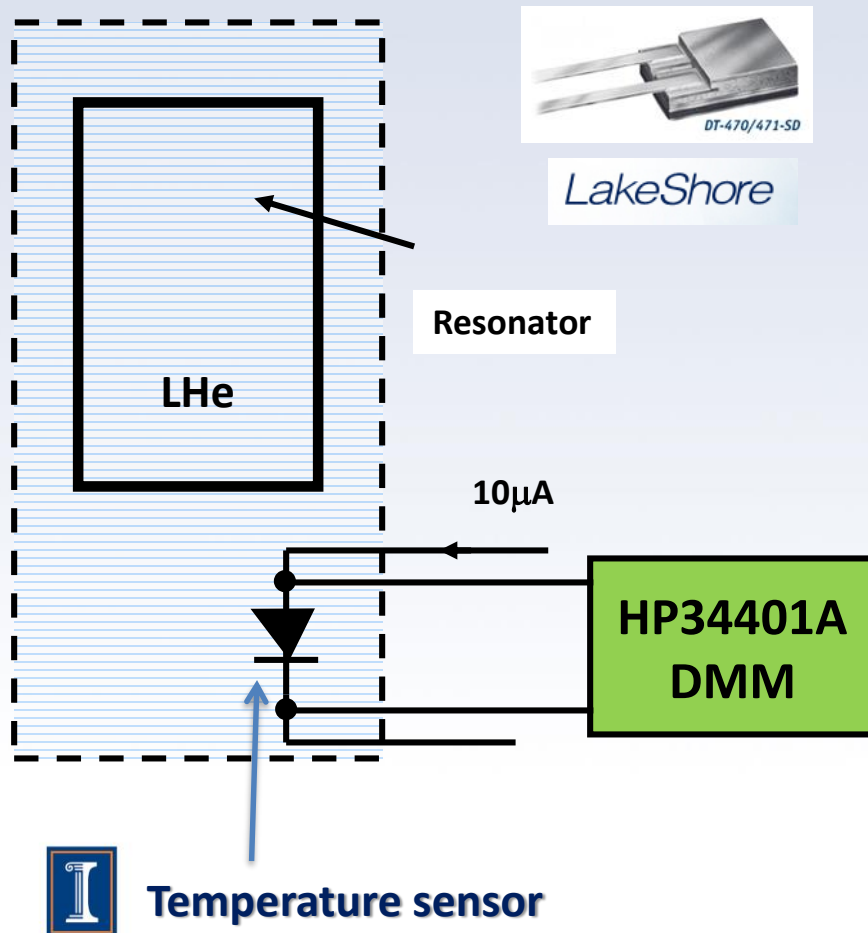 DT-470/471-SD
LakeShore
Resonator
LHe
10μA
HP34401A
DMM
Temperature sensor